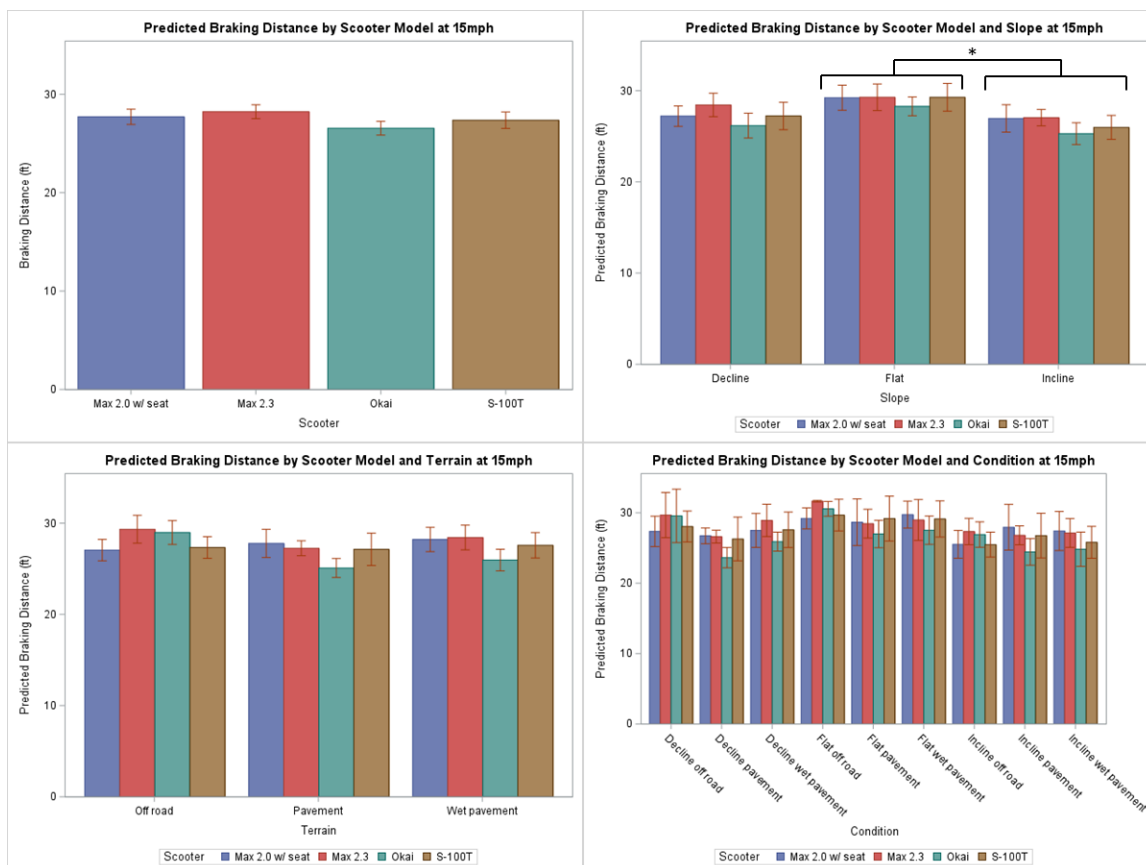 Predicted Braking Distance by Scooter Model at 15mph
Braking Distance (ft)
30
20
10
0
Max 2.0 w/ seat Max 2.3 Okai S-100T
Scooter
Predicted Braking Distance by Scooter Model and Slope at 15mph
*
Predicted Braking Distance (ft)
30
20
10
0
Decline Flat Incline
Slope
Scooter Max 2.0 w/ seat Max 2.3 Okai S-100T
Predicted Braking Distance by Scooter Model and Terrain at 15mph
Predicted Braking Distance (ft)
30
20
10
0
Off road Pavement Wet pavement
Terrain
Scooter Max 2.0 w/ seat Max 2.3 Okai S-100T
Predicted Braking Distance by Scooter Model and Condition at 15mph
Predicted Braking Distance (ft)
30
20
10
0
Decline off road
Decline pavement
Decline wet pavement
Flat off road
Flat pavement
Flat wet pavement
Incline off road
Incline pavement
Incline wet pavement
Condition
Scooter Max 2.0 w/ seat Max 2.3 Okai S-100T